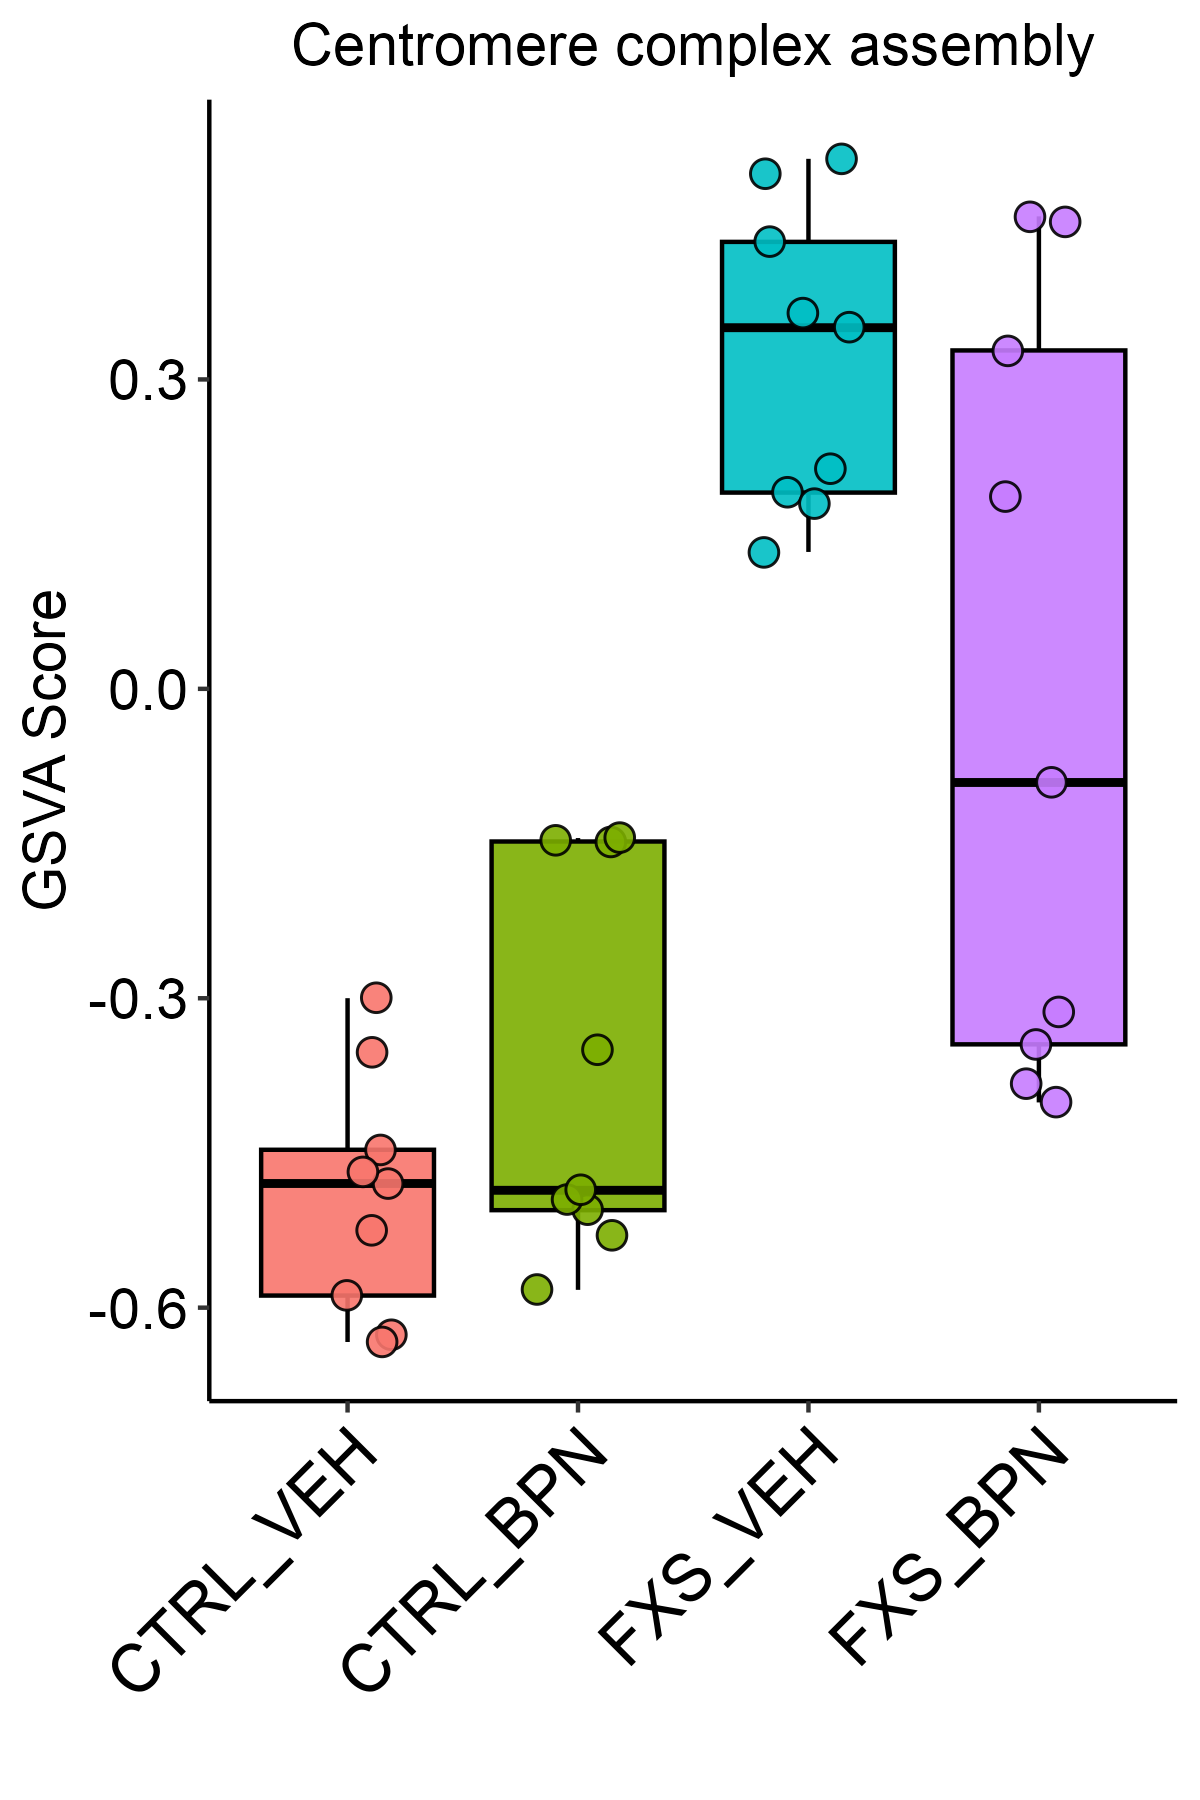 Centromere complex assembly
GSVA Score
0.3
0.0
-0.3
-0.6
CTRL_VEH
CTRL_BPN
FXS_VEH
FXS_BPN